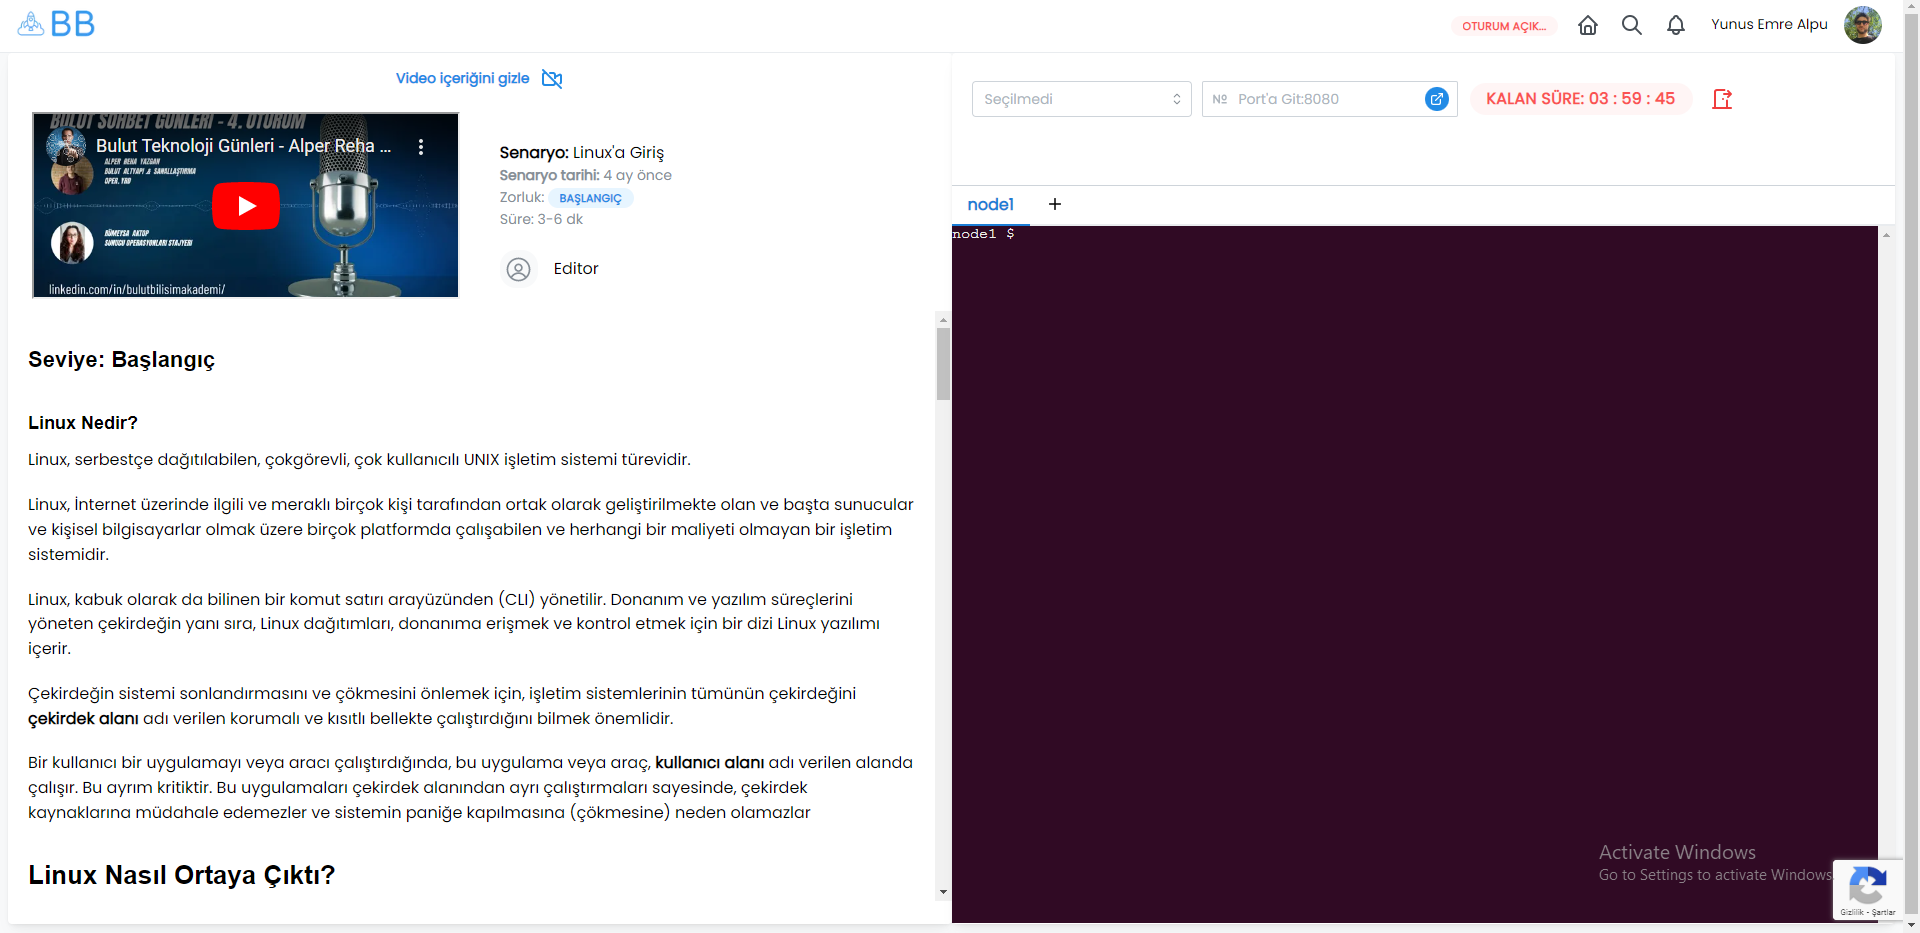 BB
OTURUM AÇIK...
Yunus Emre Alpu
Video içeriğini gizle
BULUT SOHBET GÜNLERİ - 4. OTURUM
Bulut Teknoloji Günleri - Alper Reha ...
ALPER REHA YAZGAN
BULUT ALTYAPI & SANALLAŞTIRMA
OPER. YBD
RÜMEYSA AKTOP
SUNUCU OPERASYONLARI STAJYERİ
linkedin.com/in/bulutbilisimakademi/
Senaryo: Linux'a Giriş
Senaryo tarihi: 4 ay önce
Zorluk: BAŞLANGIÇ
Süre: 3-6 dk
Editor
Seviye: Başlangıç
Linux Nedir?
Linux, serbestçe dağıtılabilen, çokgörevli, çok kullanıcılı UNIX işletim sistemi türevidir.
Linux, İnternet üzerinde ilgili ve meraklı birçok kişi tarafından ortak olarak geliştirilmekte olan ve başta sunucular
ve kişisel bilgisayarlar olmak üzere birçok platformda çalışabilen ve herhangi bir maliyeti olmayan bir işletim
sistemidir.
Linux, kabuk olarak da bilinen bir komut satırı arayüzünden (CLI) yönetilir. Donanım ve yazılım süreçlerini
yöneten çekirdeğin yanı sıra, Linux dağıtımları, donanıma erişmek ve kontrol etmek için bir dizi Linux yazılımı
içerir.
Çekirdeğin sistemi sonlandırmasını ve çökmesini önlemek için, işletim sistemlerinin tümünün çekirdeğini
çekirdek alanı adı verilen korumalı ve kısıtlı bellekte çalıştırdığını bilmek önemlidir.
Bir kullanıcı bir uygulamayı veya aracı çalıştırdığında, bu uygulama veya araç, kullanıcı alanı adı verilen alanda
çalışır. Bu ayrım kritiktir. Bu uygulamaları çekirdek alanından ayrı çalıştırmaları sayesinde, çekirdek
kaynaklarına müdahale edemezler ve sistemin paniğe kapılmasına (çökmesine) neden olamazlar
Linux Nasıl Ortaya Çıktı?
Seçilmedi
№ Port'a Git:8080
KALAN SÜRE: 03 : 59 : 45
node1 +
node1 $
Activate Windows
Go to Settings to activate Windows
Gizlilik - Şartlar